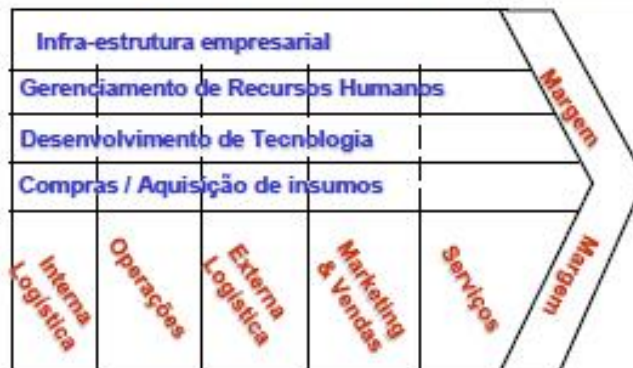 Infra-estrutura empresarial
Gerenciamento de Recursos Humanos
Desenvolvimento de Tecnologia
Compras / Aquisição de insumos
Margem
Margem
Interna
Logística
Operações
Externa
Logística
Marketing
& Vendas
Serviços